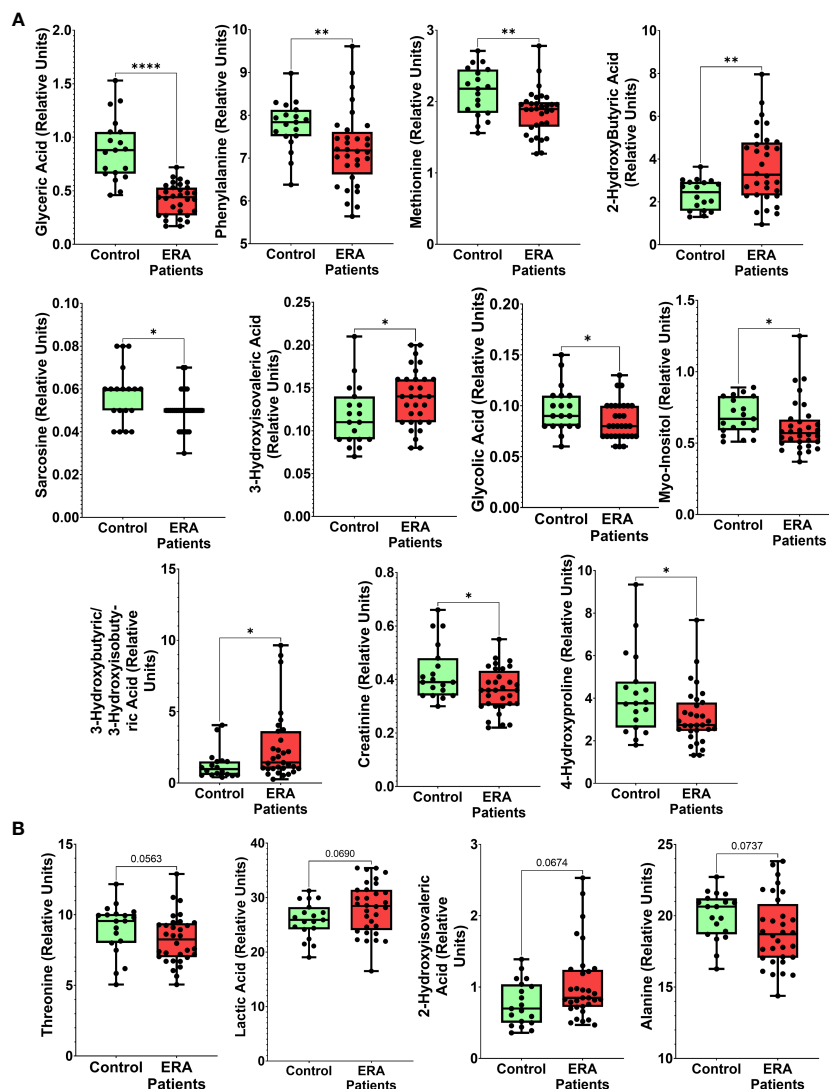 A
Glyceric Acid (Relative Units)
2.0
1.5
1.0
0.5
0.0
****
Control
ERA
Patients
Phenylalanine (Relative Units)
10
9
8
7
6
5
**
Control
ERA
Patients
Methionine (Relative Units)
3
2
1
0
**
Control
ERA
Patients
2-HydroxyButyric Acid
(Relative Units)
10
8
6
4
2
0
**
Control
ERA
Patients
Sarcosine (Relative Units)
0.10
0.08
0.06
0.04
0.02
0.00
*
Control
ERA
Patients
3-Hydroxyisovaleric Acid
(Relative Units)
0.25
0.20
0.15
0.10
0.05
0.00
*
Control
ERA
Patients
Glycolic Acid (Relative Units)
0.20
0.15
0.10
0.05
0.00
*
Control
ERA
Patients
Myo-Inositol (Relative Units)
1.5
1.0
0.5
0.0
*
Control
ERA
Patients
3-Hydroxybutyric/
3-Hydroxyisobuty-
ric Acid (Relative
Units)
15
10
5
0
*
Control
ERA
Patients
Creatinine (Relative Units)
0.8
0.6
0.4
0.2
0.0
*
Control
ERA
Patients
4-Hydroxyproline (Relative Units)
10
8
6
4
2
0
*
Control
ERA
Patients
B
Threonine (Relative Units)
15
10
5
0
0.0563
Control
ERA
Patients
Lactic Acid (Relative Units)
40
30
20
10
0
0.0690
Control
ERA
Patients
2-Hydroxyisovaleric
Acid (Relative
Units)
3
2
1
0
0.0674
Control
ERA
Patients
Alanine (Relative Units)
25
20
15
10
0.0737
Control
ERA
Patients